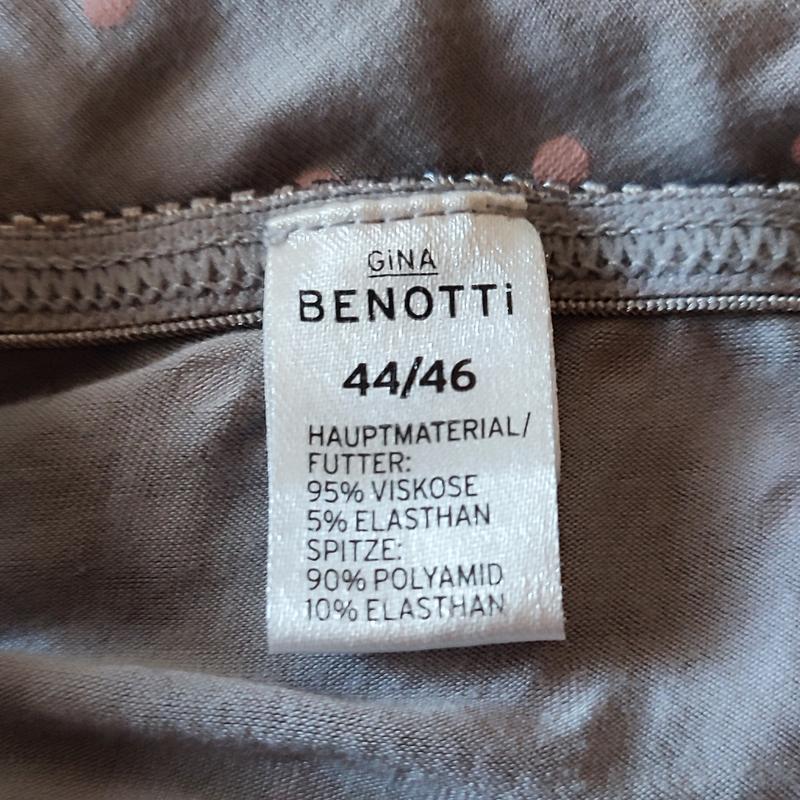 GiNA
BENOTTi
44/46
HAUPTMATERIAL/
FUTTER:
95% VISKOSE
5% ELASTHAN
SPITZE:
90% POLYAMID
10% ELASTHAN